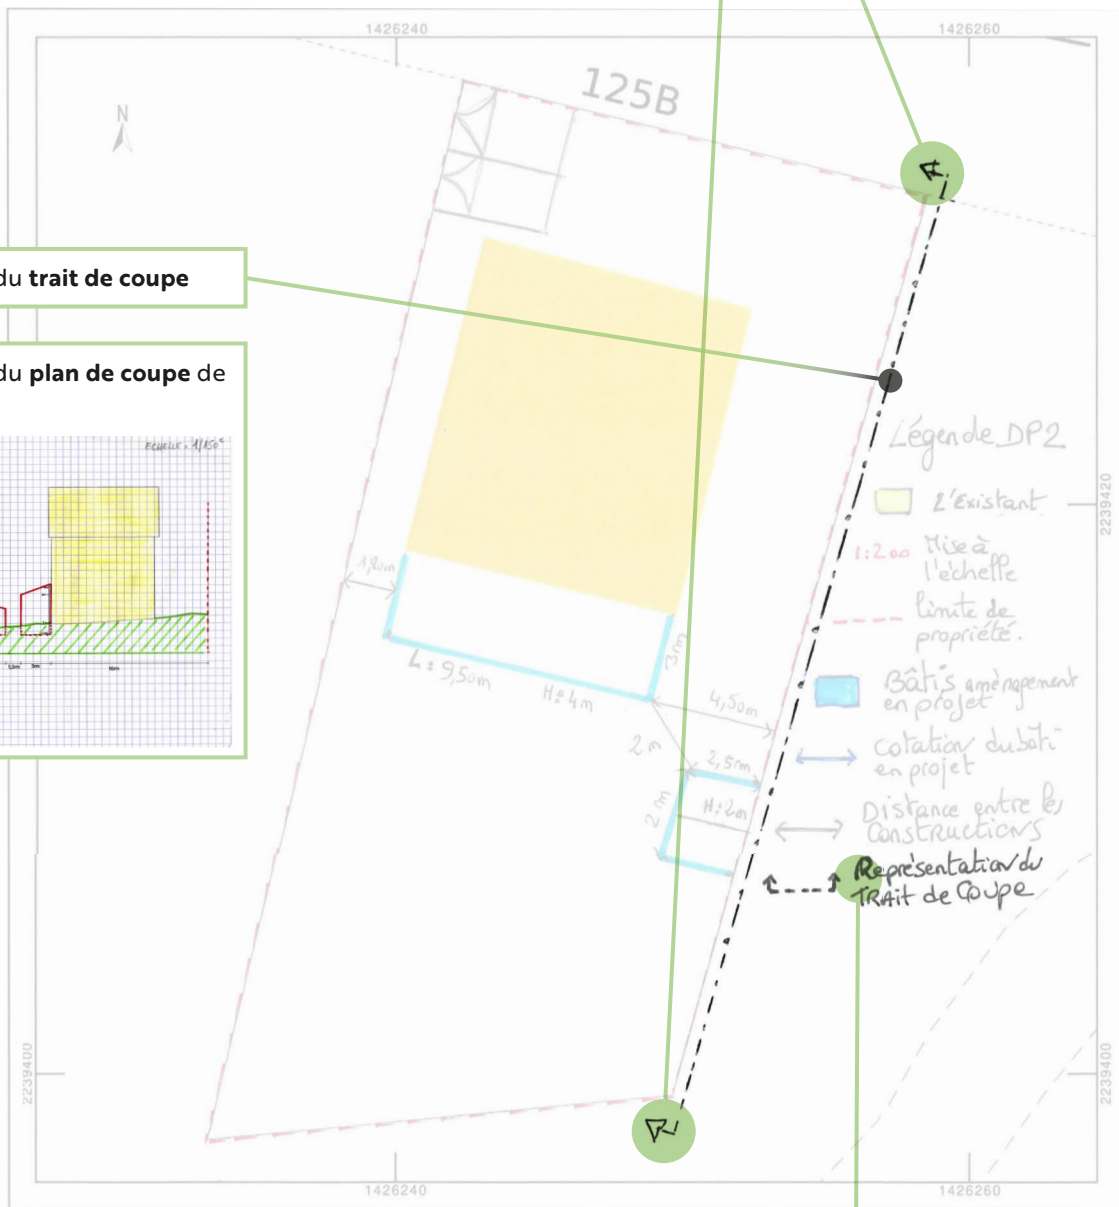 1426240
1426260
125B
N
du trait de coupe
du plan de coupe de
ECHELLE : 1/150°
Légende DP2
2239420
L'Existant
1:200 Mise à
l'échelle
limite de
propriété.
1,80m
L : 9,50m
H : 4m
3m
4,50m
Bâtis aménagement
en projet
2m
2,5m
cotation du bâti
en projet
2m
H : 2m
Distance entre les
Constructions
Représentation du
TRAit de Coupe
2239400
2239400
1426240
1426260